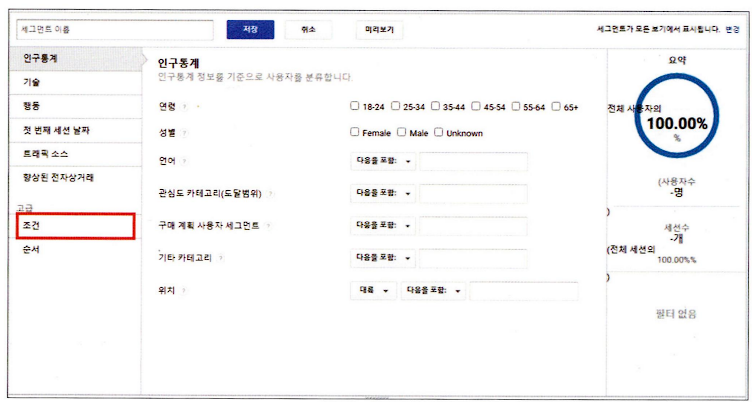 세그먼트 이름
저장
취소
미리보기
세그먼트가 모든 보기에서 표시됩니다. 변경
인구통계
기술
행동
첫 번째 세션 날짜
트래픽 소스
향상된 전자상거래
고급
조건
순서
인구통계
인구통계 정보를 기준으로 사용자를 분류합니다.
연령 ?
18-24 25-34 35-44 45-54 55-64 65+
성별 ?
Female Male Unknown
언어 ?
다음을 포함:
관심도 카테고리(도달범위) ?
다음을 포함:
구매 계획 사용자 세그먼트 ?
다음을 포함:
기타 카테고리 ?
다음을 포함:
위치 ?
대륙 다음을 포함:
요약
전체 사용자의
100.00%
%
(사용자수
-명
)
세션수
-개
(전체 세션의
100.00%%
)
필터 없음